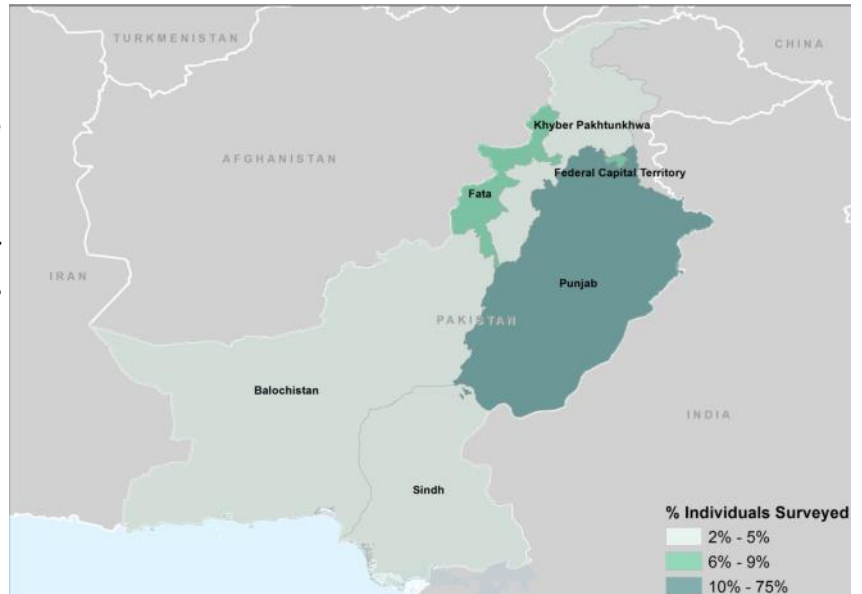 TURKMENISTAN
CHINA
Khyber Pakhtunkhwa
AFGHANISTAN
Federal Capital Territory
Fata
IRAN
Punjab
PAKISTAN
Balochistan
INDIA
Sindh
% Individuals Surveyed
2% - 5%
6% - 9%
10% - 75%